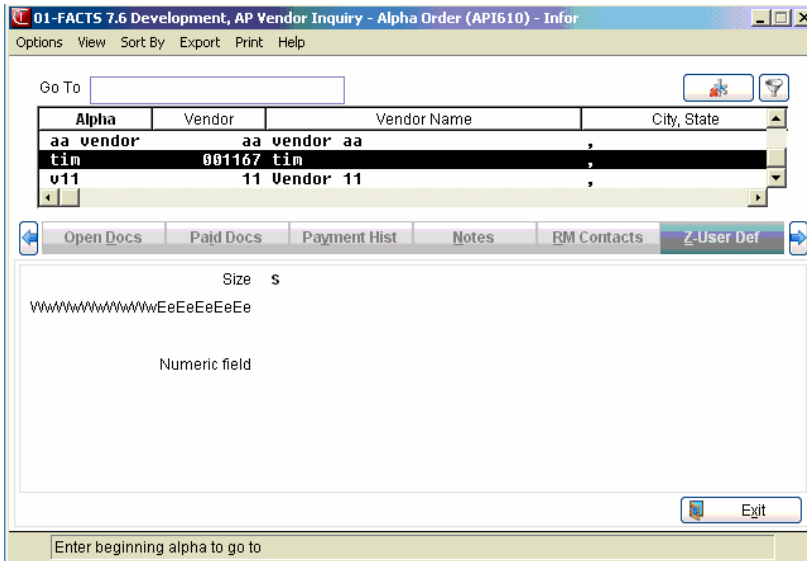 01-FACTS 7.6 Development, AP Vendor Inquiry - Alpha Order (API610) - Infor
Options View Sort By Export Print Help
Go To
Alpha Vendor Vendor Name City, State
aa vendor aa vendor aa ,
tim 001167 tim ,
v11 11 Vendor 11 ,
Open Docs Paid Docs Payment Hist Notes RM Contacts Z-User Def
Size S
WwWwWwWwWwEeEeEeEeEe
Numeric field
Exit
Enter beginning alpha to go to